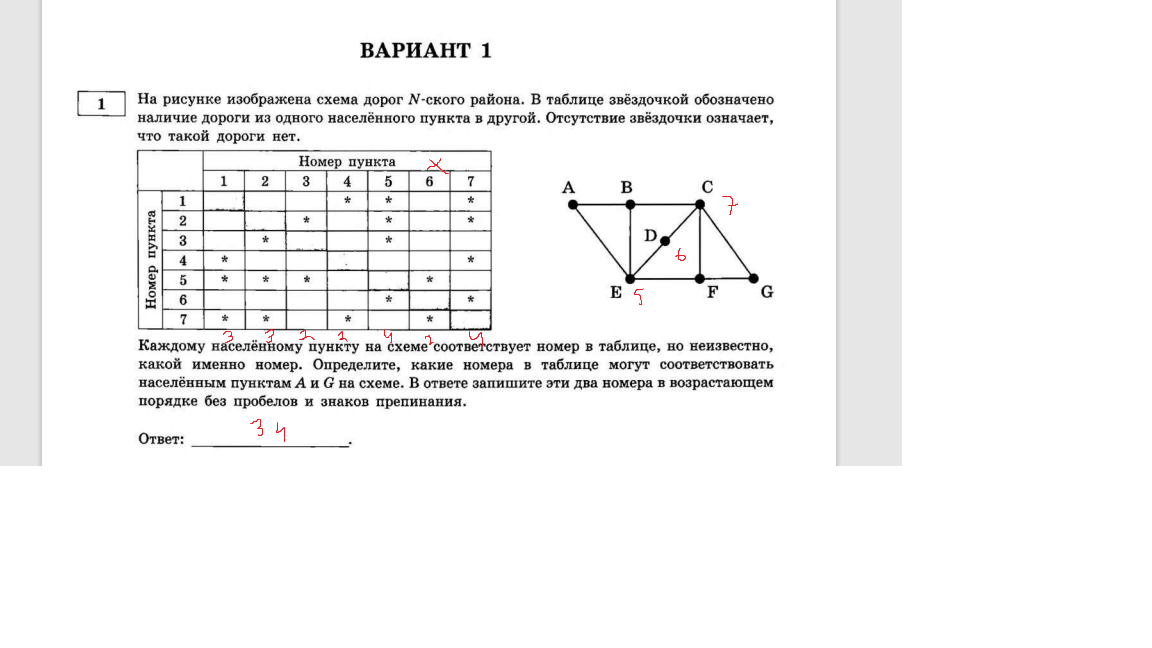 ВАРИАНТ 1
1
На рисунке изображена схема дорог N-ского района. В таблице звёздочкой обозначено
наличие дороги из одного населённого пункта в другой. Отсутствие звёздочки означает,
что такой дороги нет.
Номер пункта
1 2 3 4 5 6 7
Номер пункта
1 * * *
2 * * *
3 * *
4 * *
5 * * * *
6 * *
7 * * * *
3 3 2 2 4 2 4
A B C
7
D
6
E 5 F G
Каждому населённому пункту на схеме соответствует номер в таблице, но неизвестно,
какой именно номер. Определите, какие номера в таблице могут соответствовать
населённым пунктам A и G на схеме. В ответе запишите эти два номера в возрастающем
порядке без пробелов и знаков препинания.
Ответ: 3 4 .